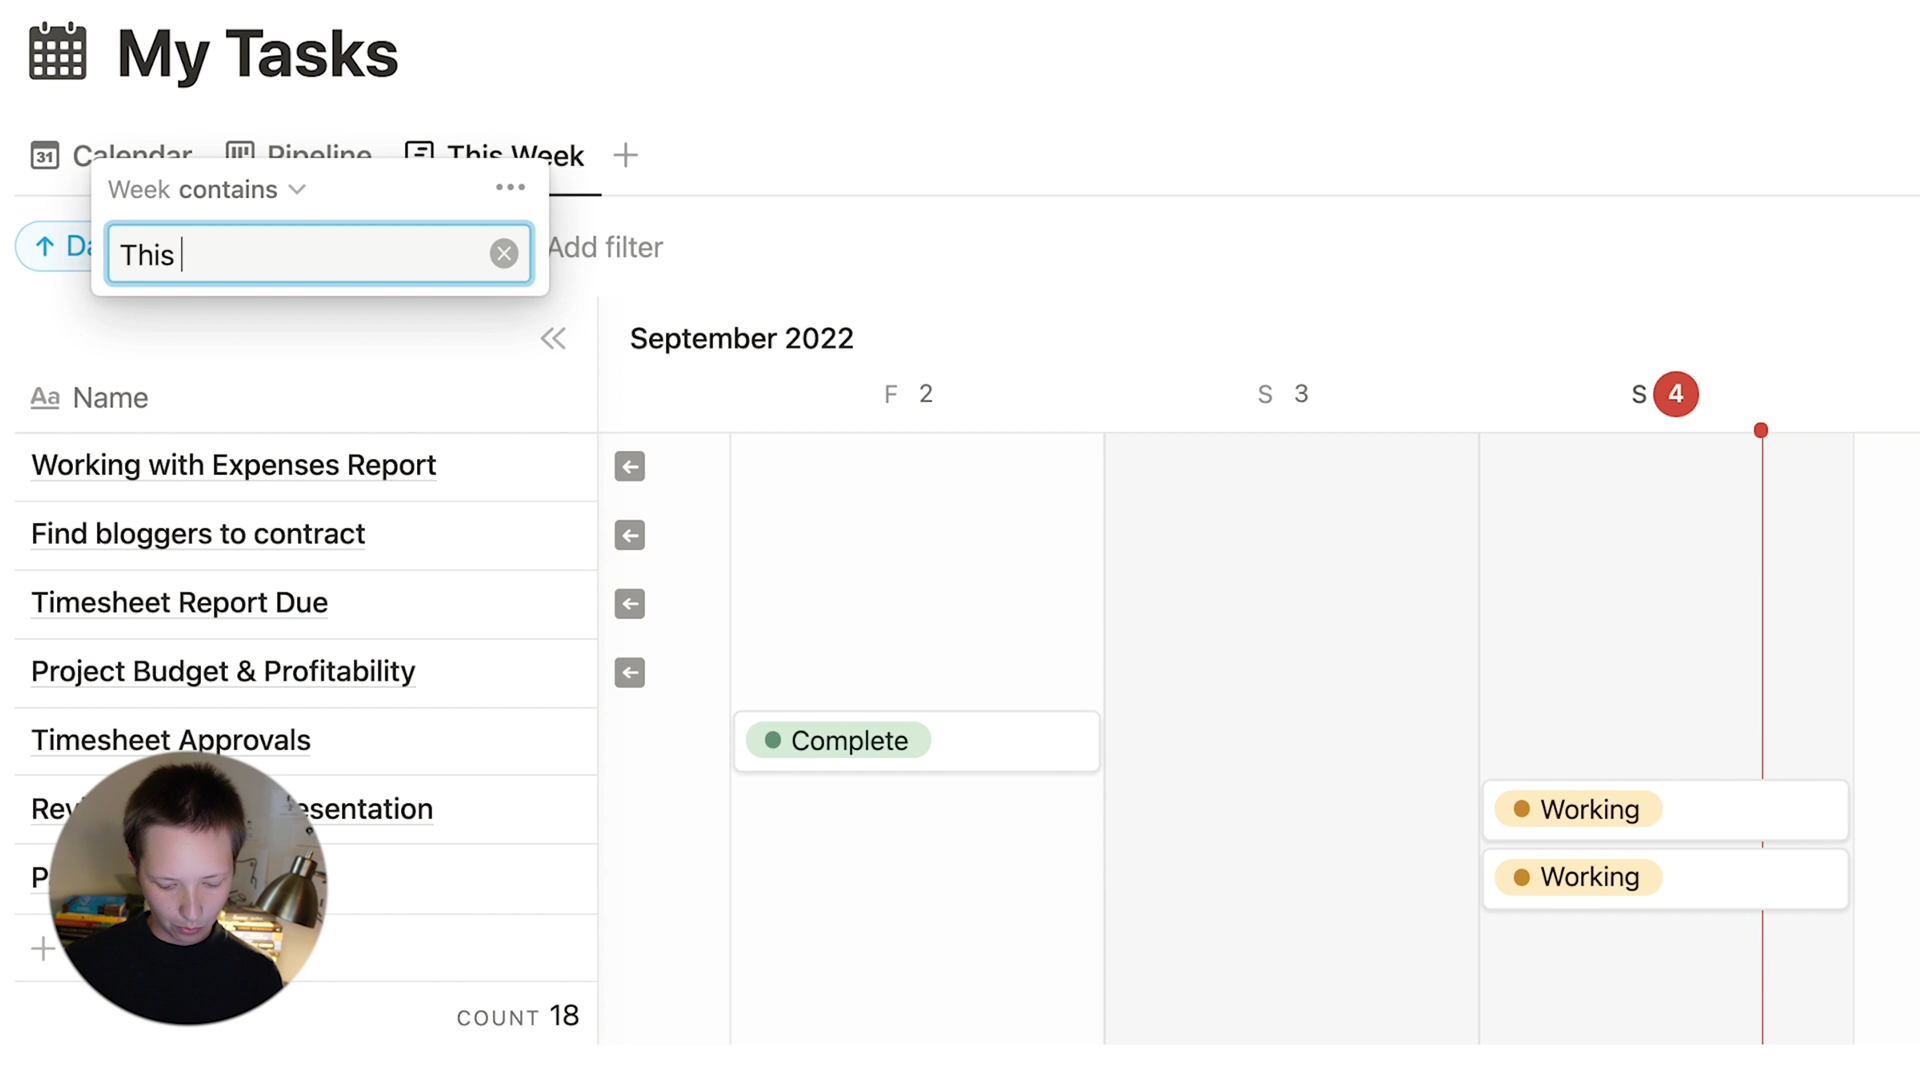 My Tasks
31 Calendar Pipeline This Week
Week contains
This
Add filter
September 2022
F 2 S 3 S 4
Aa Name
Working with Expenses Report
Find bloggers to contract
Timesheet Report Due
Project Budget & Profitability
Timesheet Approvals
Complete
Working
Working
COUNT 18